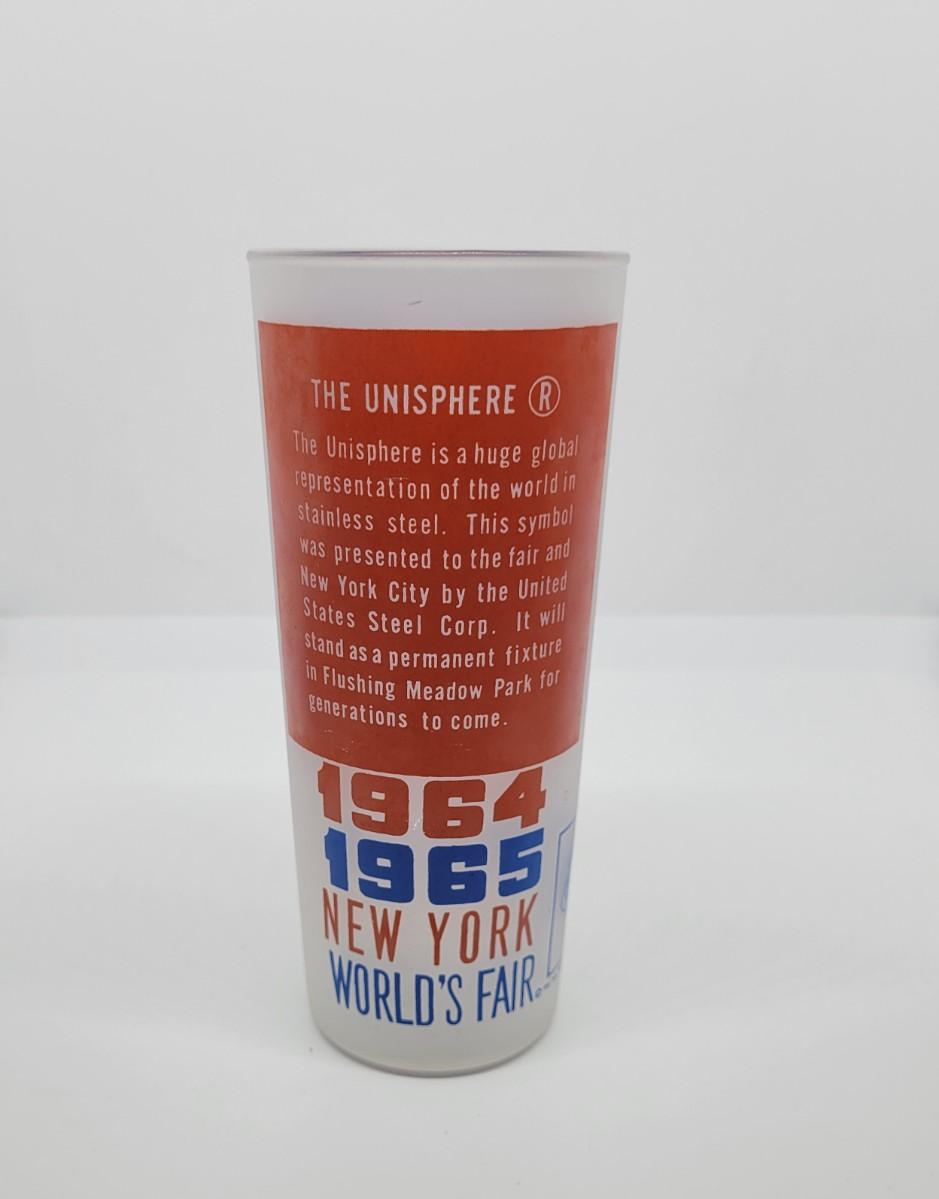 THE UNISPHERE ®
The Unisphere is a huge global
representation of the world in
stainless steel. This symbol
was presented to the fair and
New York City by the United
States Steel Corp. It will
stand as a permanent fixture
in Flushing Meadow Park for
generations to come.
1964
1965
NEW YORK
WORLD'S FAIR